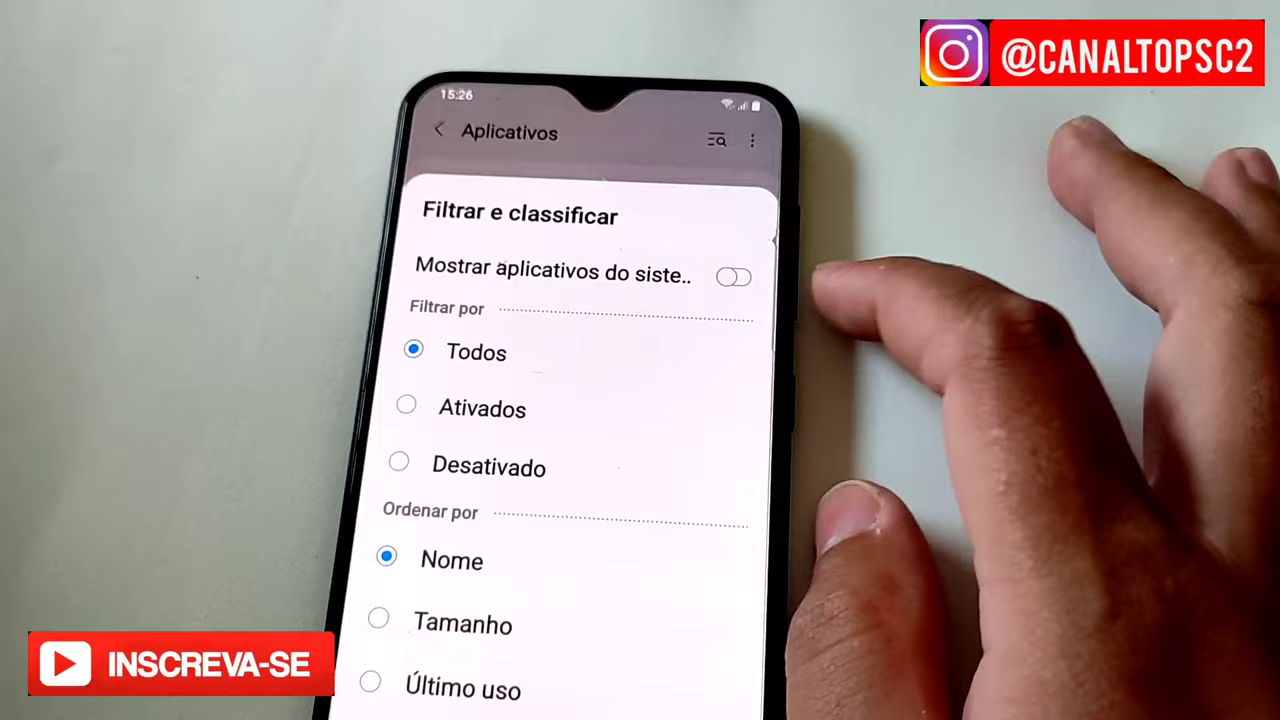 @CANALTOPSC2
15:26
Aplicativos
Filtrar e classificar
Mostrar aplicativos do siste..
Filtrar por
Todos
Ativados
Desativado
Ordenar por
Nome
Tamanho
Último uso
INSCREVA-SE